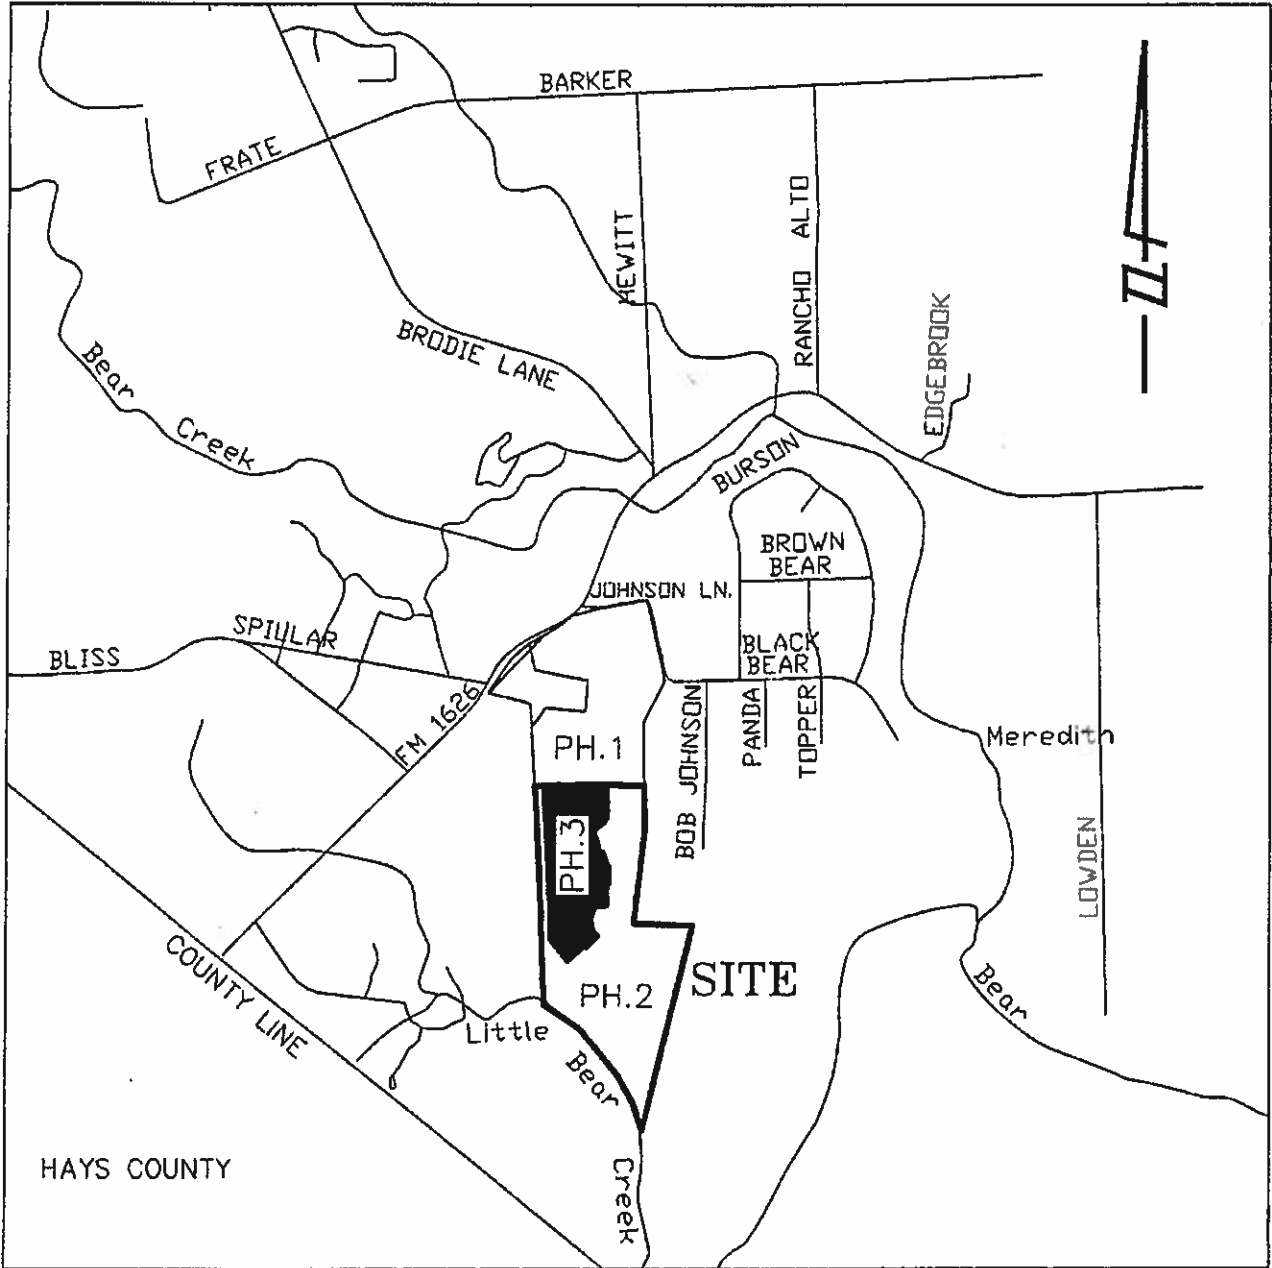 BARKER
FRATE
HEWITT
RANCHO ALTO
EDGEBROOK
BRODIE LANE
Bear
Creek
BURSON
BROWN
BEAR
JOHNSON LN.
SPILLAR
BLISS
BLACK
BEAR
FM 1626
BOB JOHNSON
PANDA
TOPPER
Meredith
PH.1
PH.3
LOWDEN
COUNTY LINE
PH.2
SITE
Bear
Little
Bear
Creek
HAYS COUNTY
N